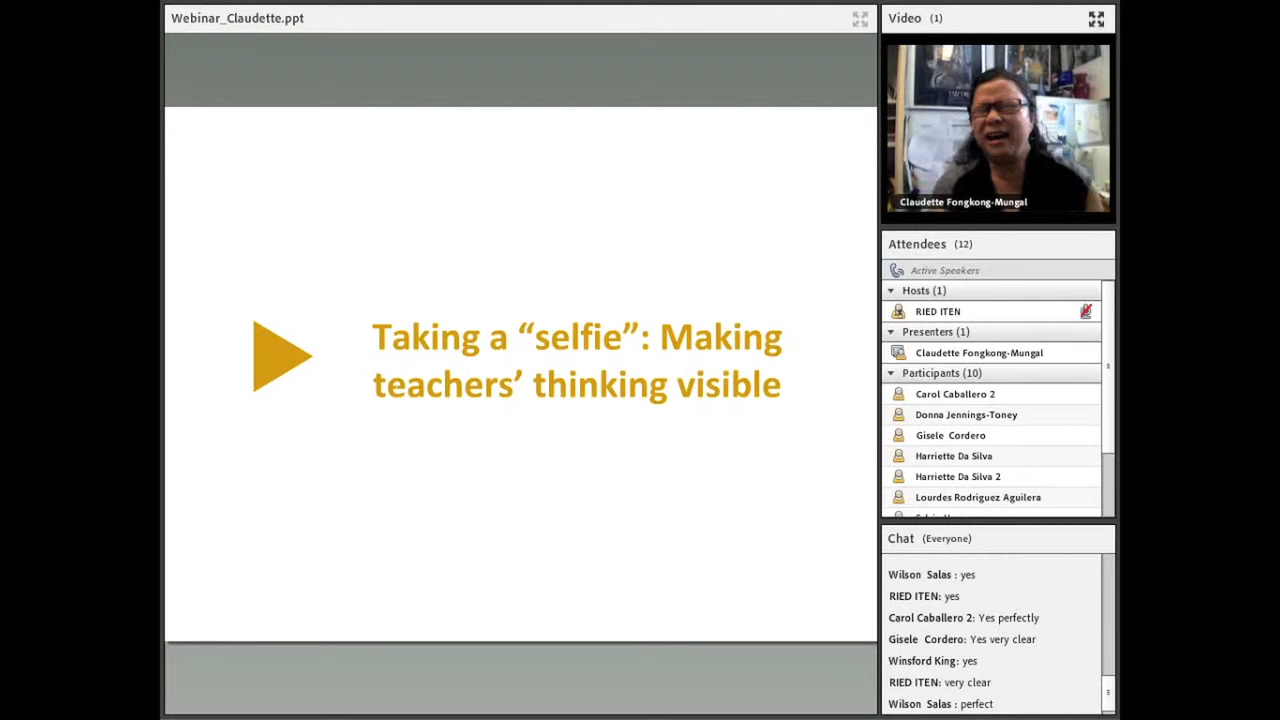 Webinar_Claudette.ppt
Taking a “selfie”: Making
teachers’ thinking visible
Video (1)
Claudette Fongkong-Mungal
Attendees (12)
Active Speakers
Hosts (1)
RIED ITEN
Presenters (1)
Claudette Fongkong-Mungal
Participants (10)
Carol Caballero 2
Donna Jennings-Toney
Gisele Cordero
Harriette Da Silva
Harriette Da Silva 2
Lourdes Rodriguez Aguilera
Chat (Everyone)
Wilson Salas : yes
RIED ITEN: yes
Carol Caballero 2: Yes perfectly
Gisele Cordero: Yes very clear
Winsford King: yes
RIED ITEN: very clear
Wilson Salas : perfect